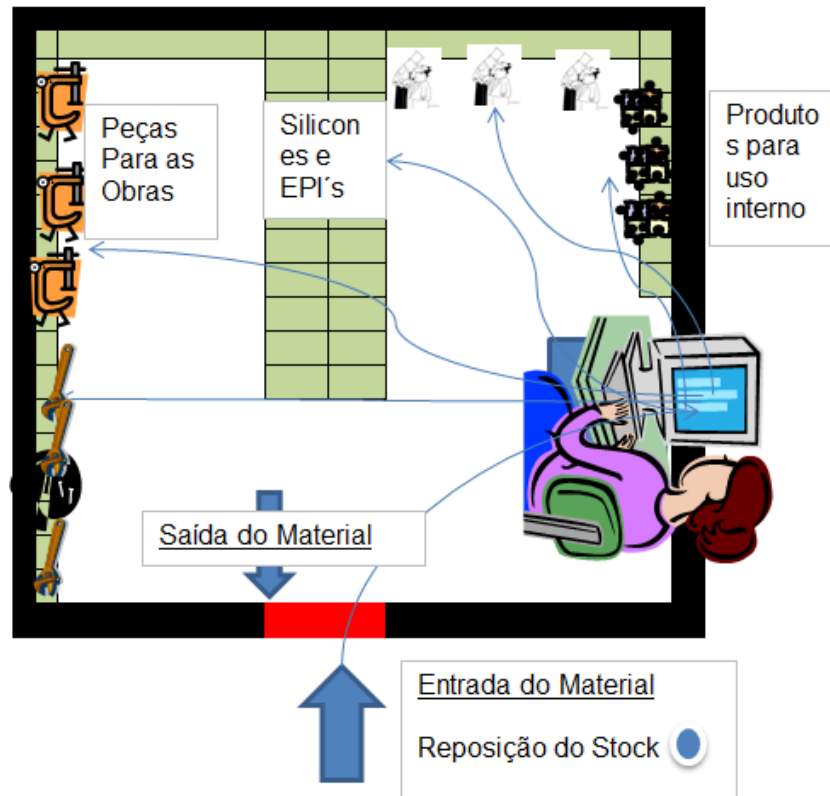 Peças
Para as
Obras
Silicon
es e
EPI´s
Produto
s para
uso
interno
Saída do Material
Entrada do Material
Reposição do Stock